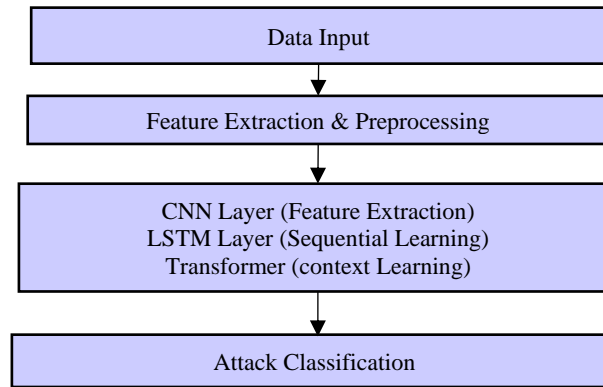 Data Input
Feature Extraction & Preprocessing
CNN Layer (Feature Extraction)
LSTM Layer (Sequential Learning)
Transformer (context Learning)
Attack Classification